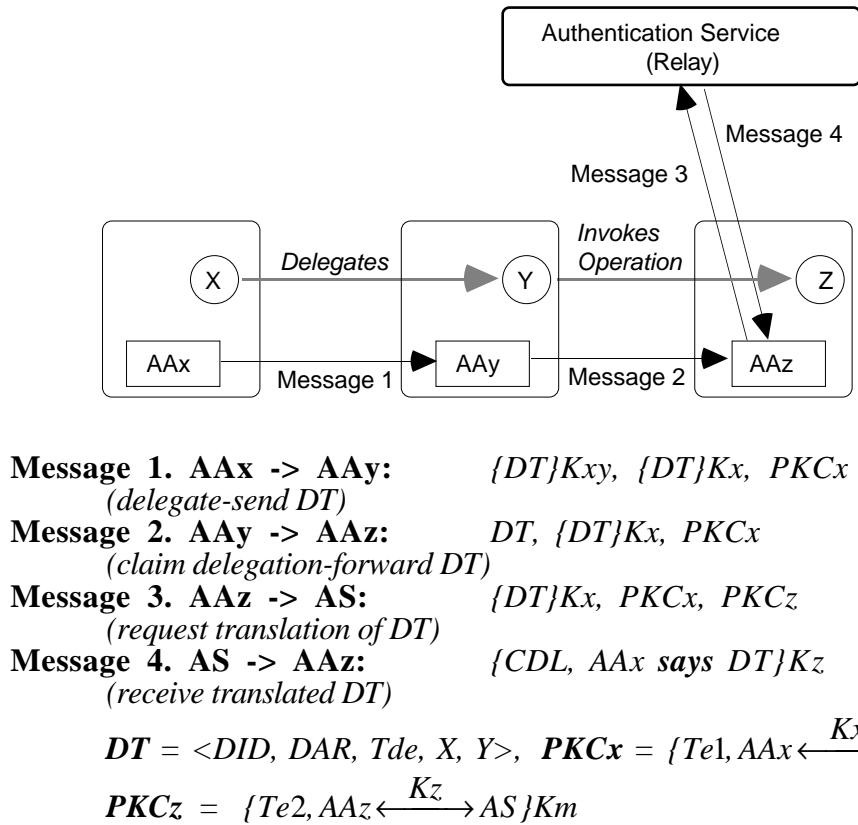 Authentication Service
(Relay)
Message 4
Message 3
Delegates
Invokes
Operation
X
Y
Z
AAx
AAy
AAz
Message 1
Message 2
Message 1. AAx -> AAy: {DT}Kxy, {DT}Kx, PKCx
(delegate-send DT)
Message 2. AAy -> AAz: DT, {DT}Kx, PKCx
(claim delegation-forward DT)
Message 3. AAz -> AS: {DT}Kx, PKCx, PKCz
(request translation of DT)
Message 4. AS -> AAz: {CDL, AAx says DT}Kz
(receive translated DT)
DT = <DID, DAR, Tde, X, Y>, PKCx = {Te1, AAx ←Kx
PKCz = {Te2, AAz ←Kz→ AS}Km